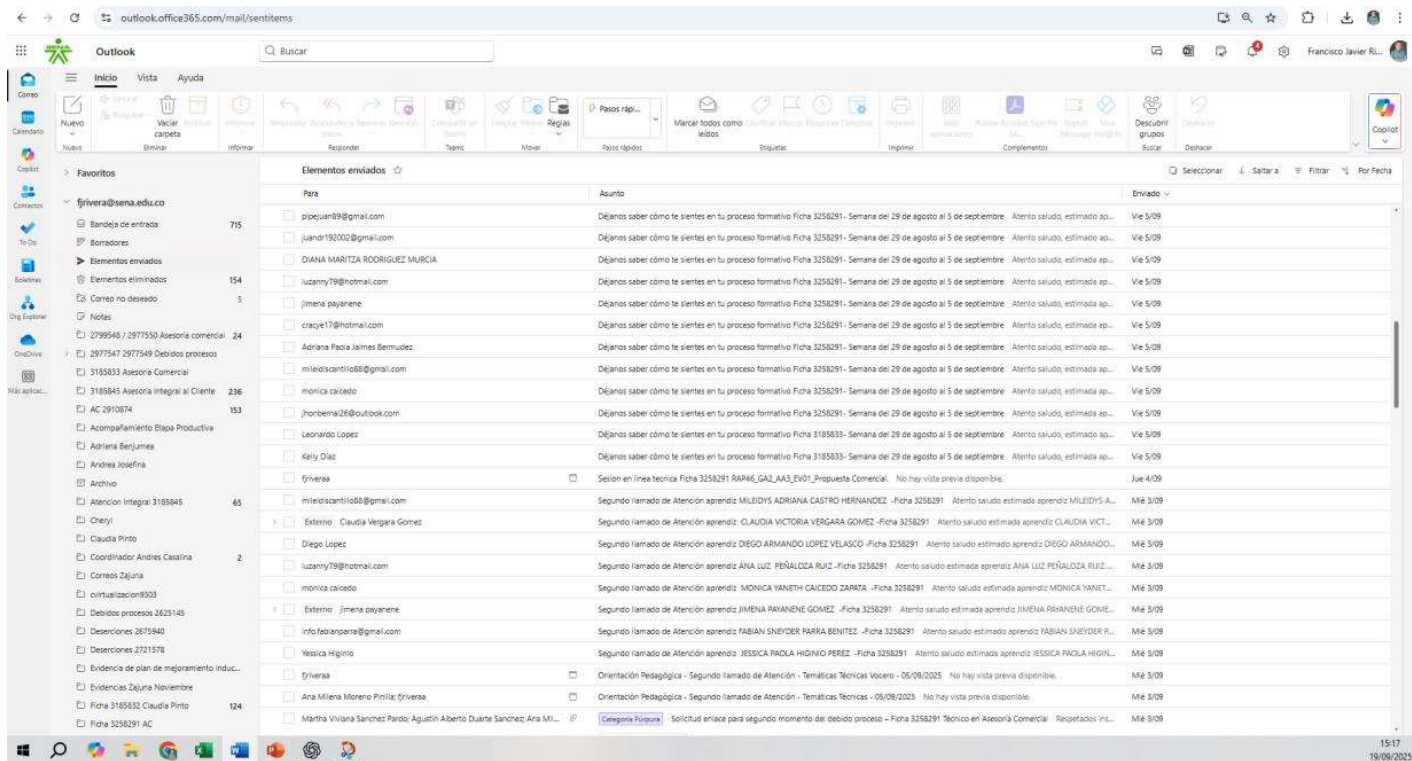 outlook.office365.com/mail/sentitems
SENA
Outlook
Buscar
Francisco Javier Ri...
Inicio Vista Ayuda
Nuevo
Vaciar carpeta
Reglas
Pasos rápi...
Marcar todos como leídos
Descubrir grupos
Copilot
Nuevo Eliminar Informar Responder Teams Mover Pasos rápidos Etiquetas Imprimir Complementos Buscar Deshacer
Correo
Calendario
Copilot
Contactos
To Do
Boletines
Org Explorer
OneDrive
Más aplicac...
Favoritos
fjrivera@sena.edu.co
Bandeja de entrada 715
Borradores
Elementos enviados
Elementos eliminados 154
Correo no deseado 5
Notas
2799546 / 2977550 Asesoria comercial 24
2977547 2977549 Debidos procesos
3185833 Asesoria Comercial
3185845 Asesoria Integral al Cliente 236
AC 2910874 153
Acompañamiento Etapa Productiva
Adriana Benjumea
Andrea Josefina
Archivo
Atencion Integral 3185845 65
Cheryl
Claudia Pinto
Coordinador Andres Casalina 2
Correos Zajuna
cvirtualizacion9303
Debidos procesos 2625145
Deserciones 2675940
Deserciones 2721578
Evidencia de plan de mejoramiento induc...
Evidencias Zajuna Noviembre
Ficha 3185832 Claudia Pinto 124
Ficha 3258291 AC
Elementos enviados
Seleccionar Saltar a Filtrar Por Fecha
Para Asunto Enviado
pipejuan89@gmail.com Déjanos saber cómo te sientes en tu proceso formativo Ficha 3258291- Semana del 29 de agosto al 5 de septiembre Atento saludo, estimado ap... Vie 5/09
juandr192002@gmail.com Déjanos saber cómo te sientes en tu proceso formativo Ficha 3258291- Semana del 29 de agosto al 5 de septiembre Atento saludo, estimado ap... Vie 5/09
DIANA MARITZA RODRIGUEZ MURCIA Déjanos saber cómo te sientes en tu proceso formativo Ficha 3258291- Semana del 29 de agosto al 5 de septiembre Atento saludo, estimado ap... Vie 5/09
luzanny79@hotmail.com Déjanos saber cómo te sientes en tu proceso formativo Ficha 3258291- Semana del 29 de agosto al 5 de septiembre Atento saludo, estimado ap... Vie 5/09
jimena payanene Déjanos saber cómo te sientes en tu proceso formativo Ficha 3258291- Semana del 29 de agosto al 5 de septiembre Atento saludo, estimado ap... Vie 5/09
cracye17@hotmail.com Déjanos saber cómo te sientes en tu proceso formativo Ficha 3258291- Semana del 29 de agosto al 5 de septiembre Atento saludo, estimado ap... Vie 5/09
Adriana Paola Jaimes Bermudez Déjanos saber cómo te sientes en tu proceso formativo Ficha 3258291- Semana del 29 de agosto al 5 de septiembre Atento saludo, estimado ap... Vie 5/09
mileidiscantillo88@gmail.com Déjanos saber cómo te sientes en tu proceso formativo Ficha 3258291- Semana del 29 de agosto al 5 de septiembre Atento saludo, estimado ap... Vie 5/09
monica caicedo Déjanos saber cómo te sientes en tu proceso formativo Ficha 3258291- Semana del 29 de agosto al 5 de septiembre Atento saludo, estimado ap... Vie 5/09
jhonbernal26@outlook.com Déjanos saber cómo te sientes en tu proceso formativo Ficha 3258291- Semana del 29 de agosto al 5 de septiembre Atento saludo, estimado ap... Vie 5/09
Leonardo Lopez Déjanos saber cómo te sientes en tu proceso formativo Ficha 3185833- Semana del 29 de agosto al 5 de septiembre Atento saludo, estimado ap... Vie 5/09
Kelly Díaz Déjanos saber cómo te sientes en tu proceso formativo Ficha 3185833- Semana del 29 de agosto al 5 de septiembre Atento saludo, estimado ap... Vie 5/09
fjriveraa Sesion en linea tecnica Ficha 3258291 RAP46_GA2_AA3_EV01_Propuesta Comercial. No hay vista previa disponible. Jue 4/09
mileidiscantillo88@gmail.com Segundo llamado de Atención aprendiz MILEIDYS ADRIANA CASTRO HERNANDEZ -Ficha 3258291 Atento saludo estimada aprendiz MILEIDYS A... Mié 3/09
Externo Claudia Vergara Gomez Segundo llamado de Atención aprendiz: CLAUDIA VICTORIA VERGARA GOMEZ -Ficha 3258291 Atento saludo estimada aprendiz CLAUDIA VICT... Mié 3/09
Diego Lopez Segundo llamado de Atención aprendiz DIEGO ARMANDO LOPEZ VELASCO -Ficha 3258291 Atento saludo estimado aprendiz DIEGO ARMANDO... Mié 3/09
luzanny79@hotmail.com Segundo llamado de Atención aprendiz ANA LUZ PEÑALOZA RUIZ -Ficha 3258291 Atento saludo estimada aprendiz ANA LUZ PEÑALOZA RUIZ ... Mié 3/09
monica caicedo Segundo llamado de Atención aprendiz MONICA YANETH CAICEDO ZAPATA -Ficha 3258291 Atento saludo estimada aprendiz MONICA YANET... Mié 3/09
Externo jimena payanene Segundo llamado de Atención aprendiz JIMENA PAYANENE GOMEZ -Ficha 3258291 Atento saludo estimada aprendiz JIMENA PAYANENE GOME... Mié 3/09
info.fabianparra@gmail.com Segundo llamado de Atención aprendiz FABIAN SNEYDER PARRA BENITEZ -Ficha 3258291 Atento saludo estimado aprendiz FABIAN SNEYDER P... Mié 3/09
Yessica Higinio Segundo llamado de Atención aprendiz JESSICA PAOLA HIGINIO PEREZ -Ficha 3258291 Atento saludo estimada aprendiz JESSICA PAOLA HIGIN... Mié 3/09
fjriveraa Orientación Pedagógica - Segundo llamado de Atención - Temáticas Técnicas Vocero - 05/09/2025 No hay vista previa disponible. Mié 3/09
Ana Milena Moreno Pinilla; fjriveraa Orientación Pedagógica - Segundo llamado de Atención - Temáticas Técnicas - 05/09/2025 No hay vista previa disponible. Mié 3/09
Martha Viviana Sanchez Pardo; Agustin Alberto Duarte Sanchez; Ana Mil... Categoría Púrpura Solicitud enlace para segundo momento del debido proceso – Ficha 3258291 Técnico en Asesoría Comercial Respetados ins... Mié 3/09
15:17
19/09/2025